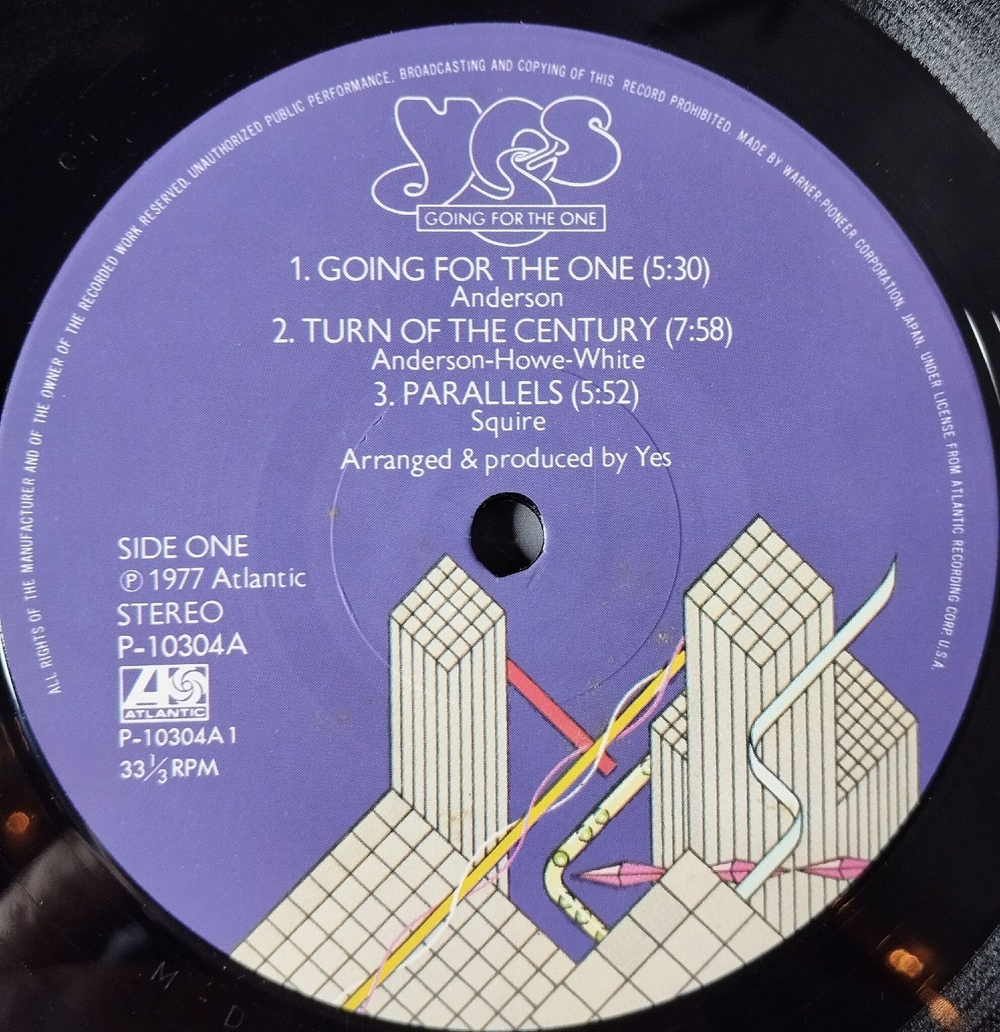 ALL RIGHTS OF THE MANUFACTURER AND OF THE OWNER OF THE RECORDED WORK RESERVED. UNAUTHORIZED PUBLIC PERFORMANCE, BROADCASTING AND COPYING OF THIS RECORD PROHIBITED. MADE BY WARNER-PIONEER CORPORATION, JAPAN, UNDER LICENSE FROM ATLANTIC RECORDING CORP. U.S.A.
yes
GOING FOR THE ONE
1. GOING FOR THE ONE (5:30)
Anderson
2. TURN OF THE CENTURY (7:58)
Anderson-Howe-White
3. PARALLELS (5:52)
Squire
Arranged & produced by Yes
SIDE ONE
℗ 1977 Atlantic
STEREO
P-10304A
ATLANTIC
P-10304A1
33⅓ RPM
M - D